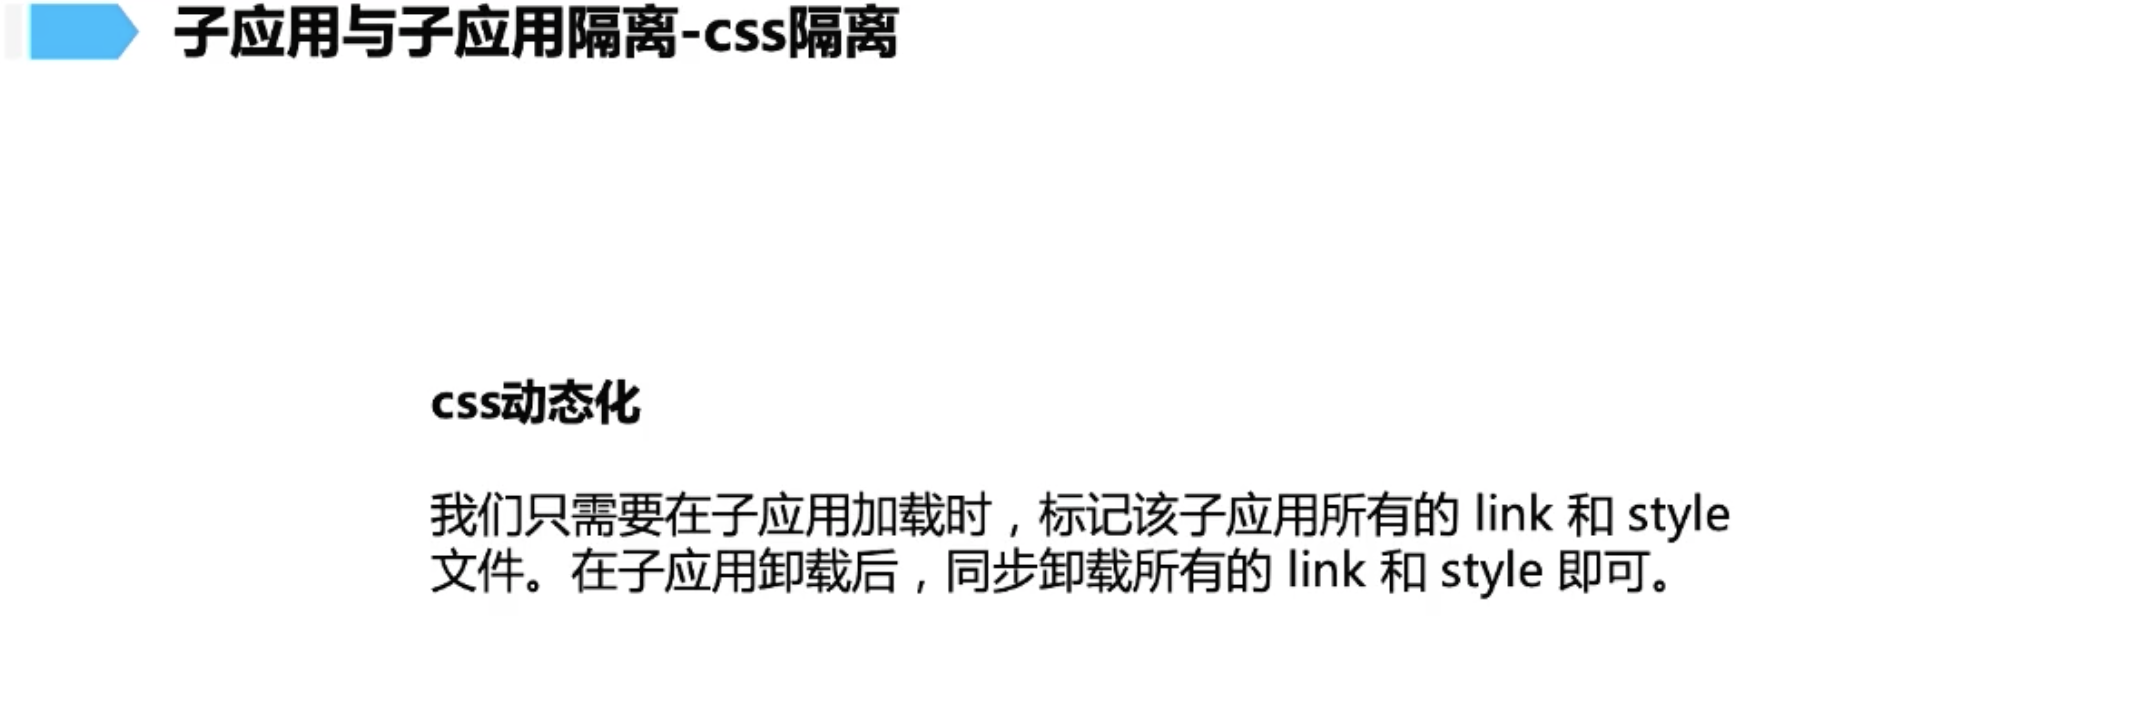 子应用与子应用隔离-css隔离
css动态化
我们只需要在子应用加载时，标记该子应用所有的 link 和 style
文件。在子应用卸载后，同步卸载所有的 link 和 style 即可。